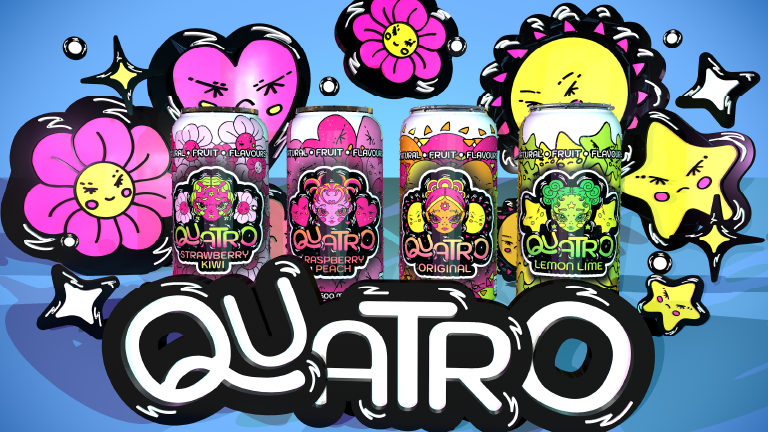 NATURAL • FRUIT • FLAVOURS
QUATRO
STRAWBERRY
KIWI
NATURAL • FRUIT • FLAVOURS
QUATRO
RASPBERRY
PEACH
500 m
NATURAL • FRUIT • FLAVOURS
QUATRO
ORIGINAL
NATURAL • FRUIT • FLAVOURS
QUATRO
LEMON LIME
QUATRO